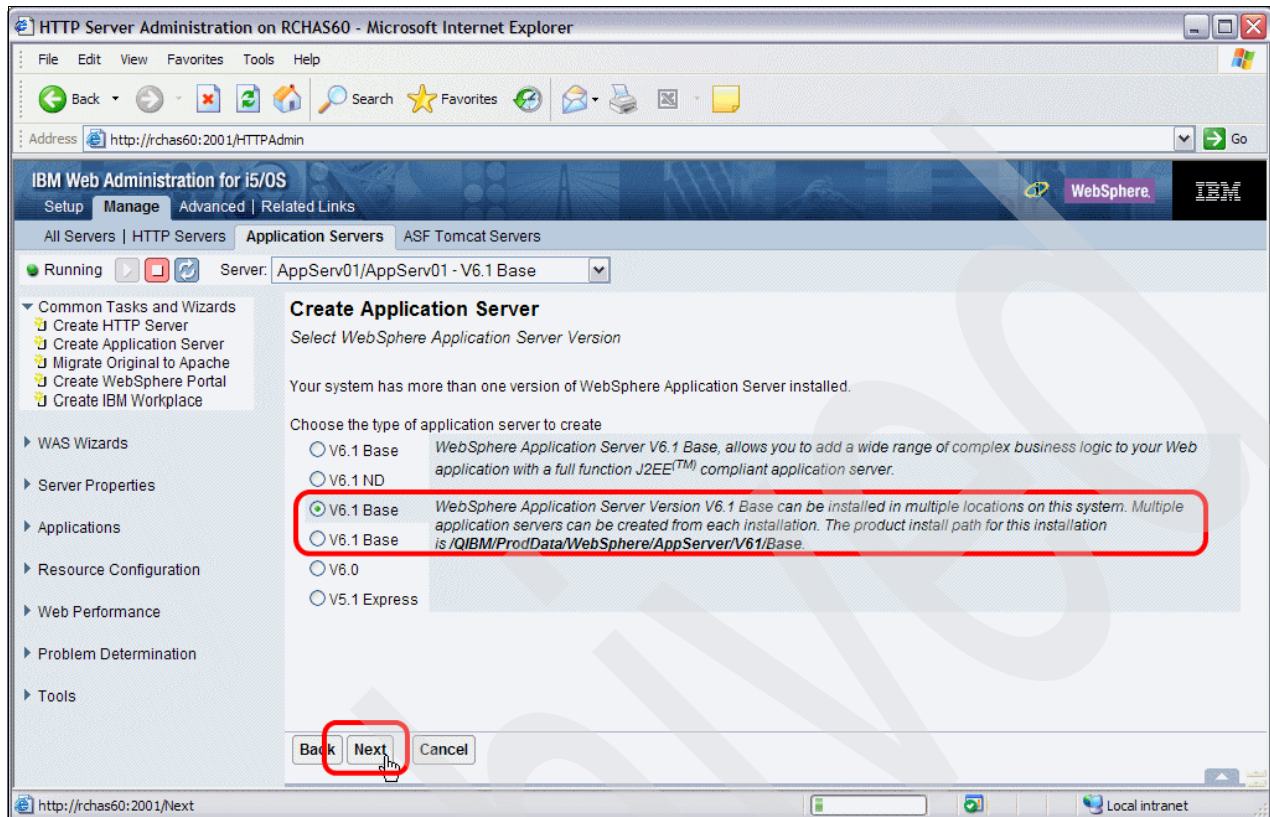 HTTP Server Administration on RCHAS60 - Microsoft Internet Explorer
File Edit View Favorites Tools Help
Back Search Favorites
Address http://rchas60:2001/HTTPAdmin Go
IBM Web Administration for i5/OS
WebSphere. IBM
Setup Manage Advanced | Related Links
All Servers | HTTP Servers Application Servers ASF Tomcat Servers
Running Server: AppServ01/AppServ01 - V6.1 Base
Common Tasks and Wizards
Create HTTP Server
Create Application Server
Migrate Original to Apache
Create WebSphere Portal
Create IBM Workplace
WAS Wizards
Server Properties
Applications
Resource Configuration
Web Performance
Problem Determination
Tools
Create Application Server
Select WebSphere Application Server Version
Your system has more than one version of WebSphere Application Server installed.
Choose the type of application server to create
V6.1 Base
V6.1 ND
V6.1 Base
V6.1 Base
V6.0
V5.1 Express
WebSphere Application Server V6.1 Base, allows you to add a wide range of complex business logic to your Web
application with a full function J2EE(TM) compliant application server.
WebSphere Application Server Version V6.1 Base can be installed in multiple locations on this system. Multiple
application servers can be created from each installation. The product install path for this installation
is /QIBM/ProdData/WebSphere/AppServer/V61/Base.
Back Next Cancel
http://rchas60:2001/Next Local intranet